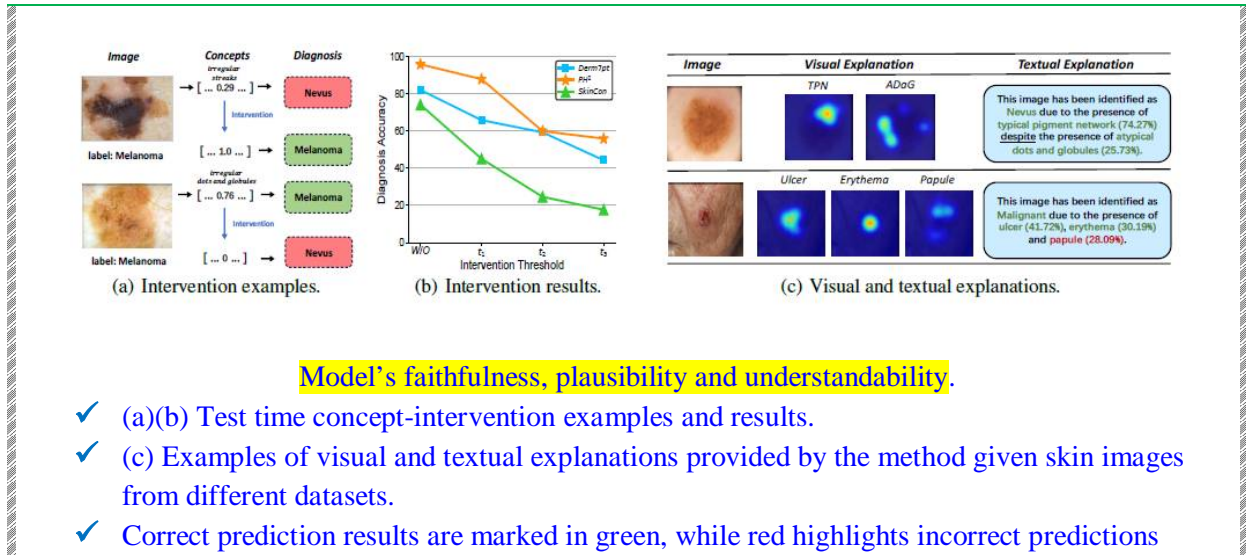 Image Concepts Diagnosis
irregular
streaks
[ ... 0.29 ... ] Nevus
Intervention
label: Melanoma [ ... 1.0 ... ] Melanoma
irregular
dots and globules
[ ... 0.76 ... ] Melanoma
Intervention
label: Melanoma [ ... 0 ... ] Nevus
(a) Intervention examples.
100
80
60
40
20
0
Diagnosis Accuracy
Derm7pt
PH²
SkinCon
W/O t₁ t₂ t₃
Intervention Threshold
(b) Intervention results.
Image Visual Explanation Textual Explanation
TPN ADaG
This image has been identified as
Nevus due to the presence of
typical pigment network (74.27%)
despite the presence of atypical
dots and globules (25.73%).
Ulcer Erythema Papule
This image has been identified as
Malignant due to the presence of
ulcer (41.72%), erythema (30.19%)
and papule (28.09%).
(c) Visual and textual explanations.
Model’s faithfulness, plausibility and understandability.
✓ (a)(b) Test time concept-intervention examples and results.
✓ (c) Examples of visual and textual explanations provided by the method given skin images
from different datasets.
✓ Correct prediction results are marked in green, while red highlights incorrect predictions